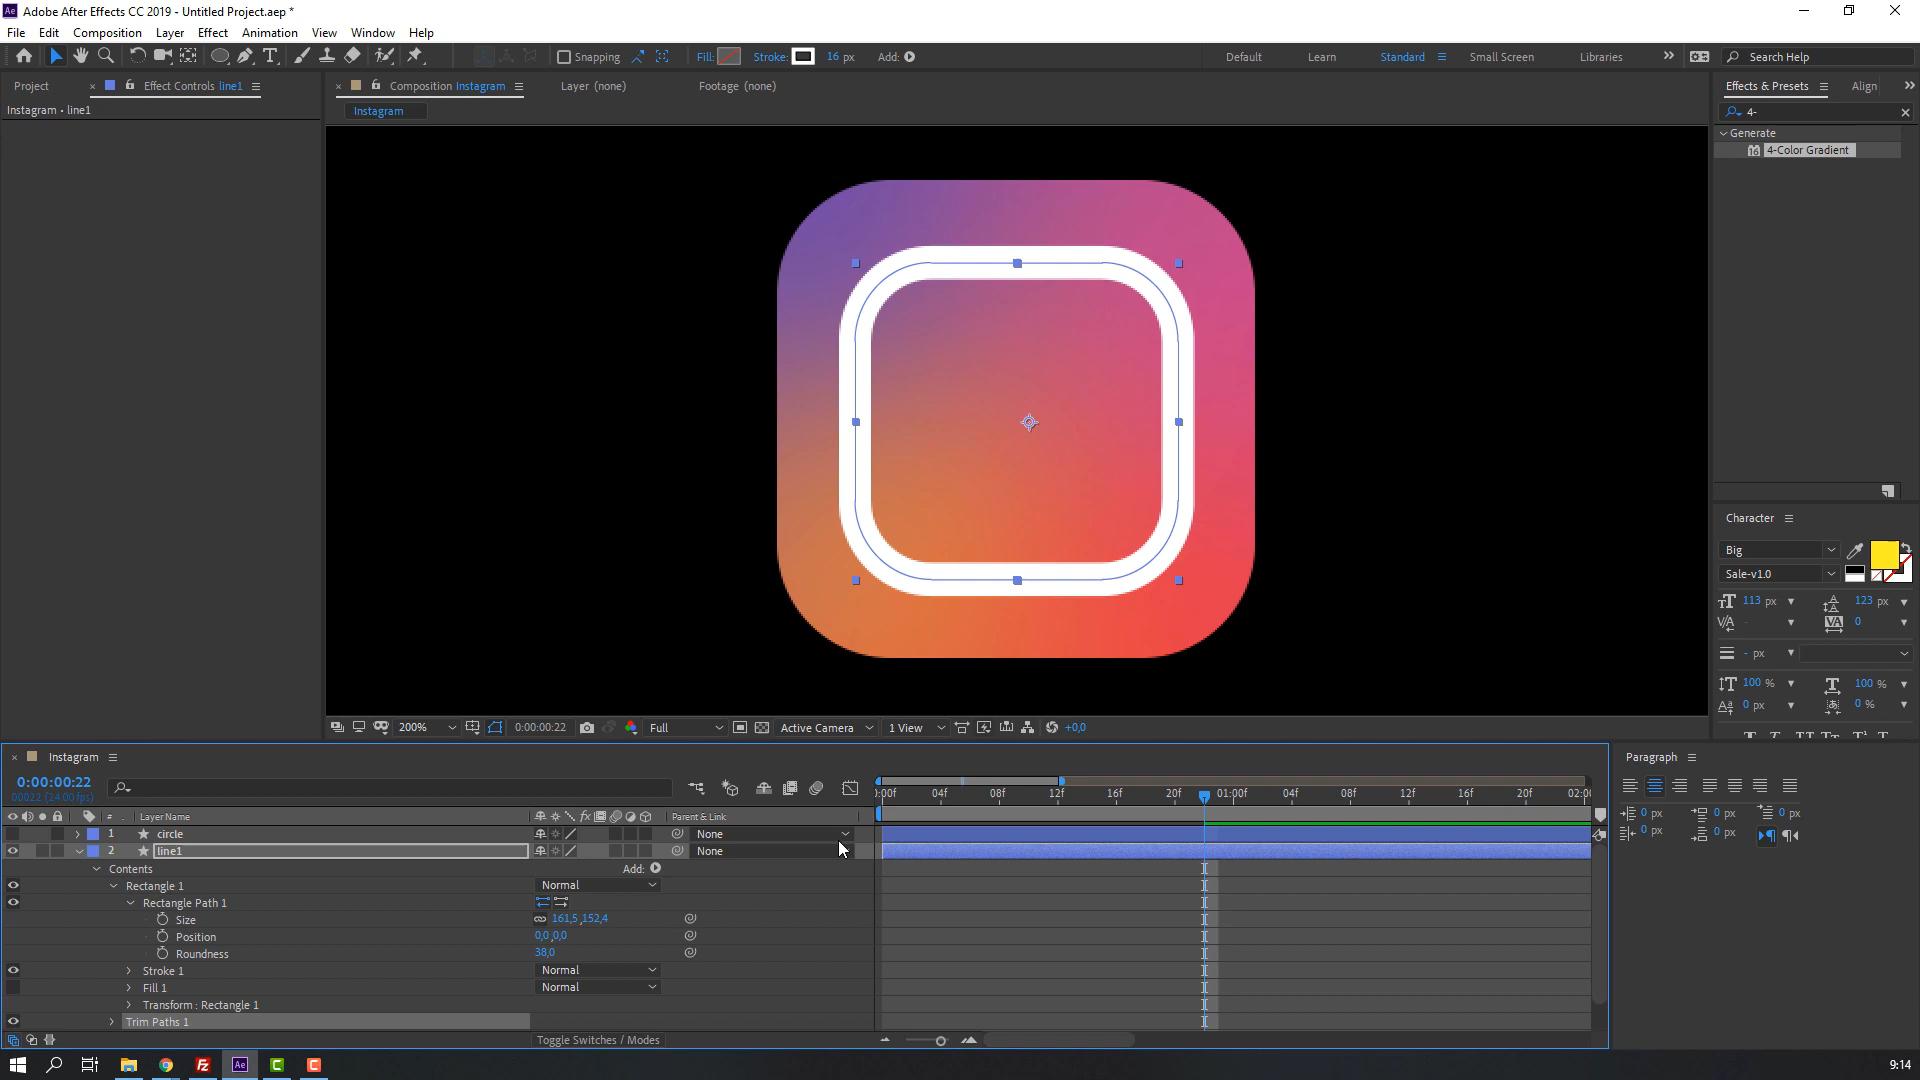 Adobe After Effects CC 2019 - Untitled Project.aep *
File Edit Composition Layer Effect Animation View Window Help
Snapping Fill: Stroke: 16 px Add: Default Learn Standard Small Screen Libraries Search Help
Project Effect Controls line1 Composition Instagram Layer (none) Footage (none) Effects & Presets Align
Instagram • line1 Instagram 4-
Generate
4-Color Gradient
Character
Big
Sale-v1.0
113 px 123 px
0
- px
100 % 100 %
0 px 0 %
200% 0:00:00:22 Full Active Camera 1 View +0,0
Instagram Paragraph
0:00:00:22
00022 (24.00 fps)
:00f 04f 08f 12f 16f 20f 01:00f 04f 08f 12f 16f 20f 02:0
0 px 0 px 0 px
0 px 0 px
# Layer Name Parent & Link
1 circle None
2 line1 None
Contents Add:
Rectangle 1 Normal
Rectangle Path 1
Size 161,5,152,4
Position 0,0,0,0
Roundness 38,0
Stroke 1 Normal
Fill 1 Normal
Transform : Rectangle 1
Trim Paths 1
Toggle Switches / Modes
9:14